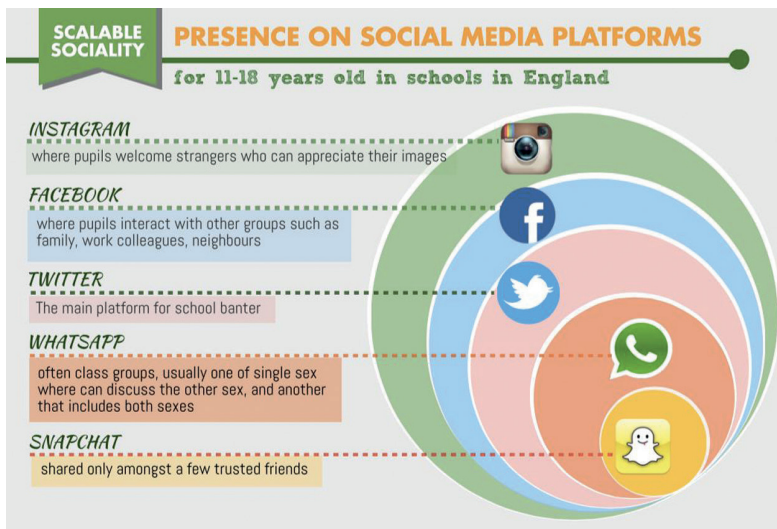 SCALABLE
SOCIALITY
PRESENCE ON SOCIAL MEDIA PLATFORMS
for 11-18 years old in schools in England
INSTAGRAM
where pupils welcome strangers who can appreciate their images
FACEBOOK
where pupils interact with other groups such as
family, work colleagues, neighbours
TWITTER
The main platform for school banter
WHATSAPP
often class groups, usually one of single sex
where can discuss the other sex, and another
that includes both sexes
SNAPCHAT
shared only amongst a few trusted friends